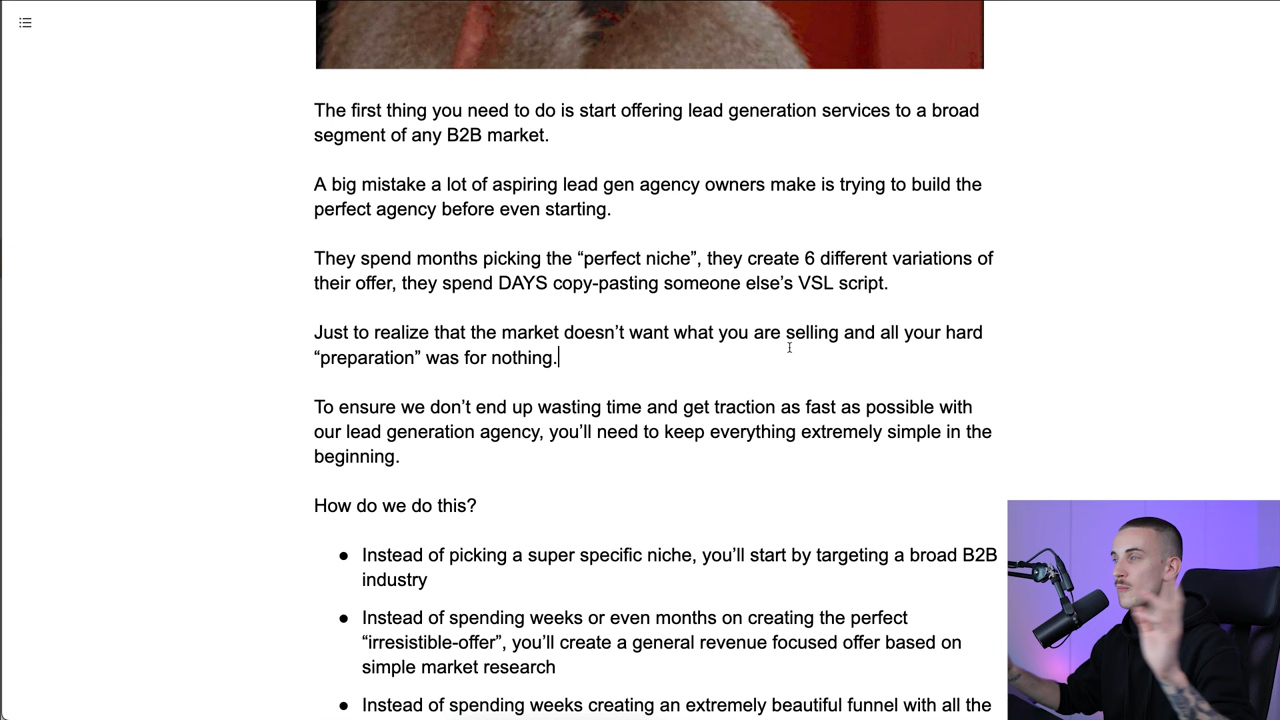 The first thing you need to do is start offering lead generation services to a broad
segment of any B2B market.
A big mistake a lot of aspiring lead gen agency owners make is trying to build the
perfect agency before even starting.
They spend months picking the “perfect niche”, they create 6 different variations of
their offer, they spend DAYS copy-pasting someone else’s VSL script.
Just to realize that the market doesn’t want what you are selling and all your hard
“preparation” was for nothing.
To ensure we don’t end up wasting time and get traction as fast as possible with
our lead generation agency, you’ll need to keep everything extremely simple in the
beginning.
How do we do this?
● Instead of picking a super specific niche, you’ll start by targeting a broad B2B
industry
● Instead of spending weeks or even months on creating the perfect
“irresistible-offer”, you’ll create a general revenue focused offer based on
simple market research
● Instead of spending weeks creating an extremely beautiful funnel with all the